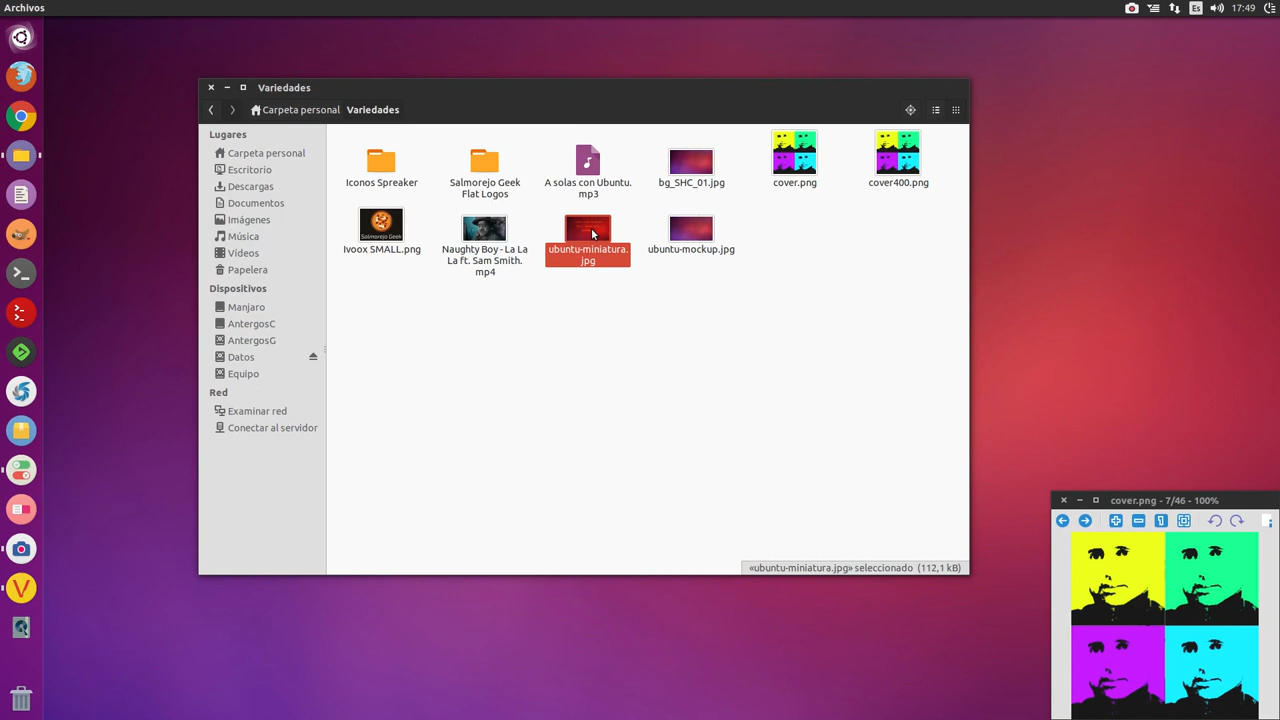 Archivos
Es
17:49
Variedades
Carpeta personal
Variedades
Lugares
Carpeta personal
Escritorio
Descargas
Documentos
Imágenes
Música
Vídeos
Papelera
Dispositivos
Manjaro
AntergosC
AntergosG
Datos
Equipo
Red
Examinar red
Conectar al servidor
Iconos Spreaker
Salmorejo Geek
Flat Logos
A solas con Ubuntu.
mp3
bg_SHC_01.jpg
cover.png
cover400.png
Salmorejo Geek
Ivoox SMALL.png
Naughty Boy - La La
La ft. Sam Smith.
mp4
ubuntu-miniatura.
jpg
ubuntu-mockup.jpg
«ubuntu-miniatura.jpg» seleccionado (112,1 kB)
cover.png - 7/46 - 100%